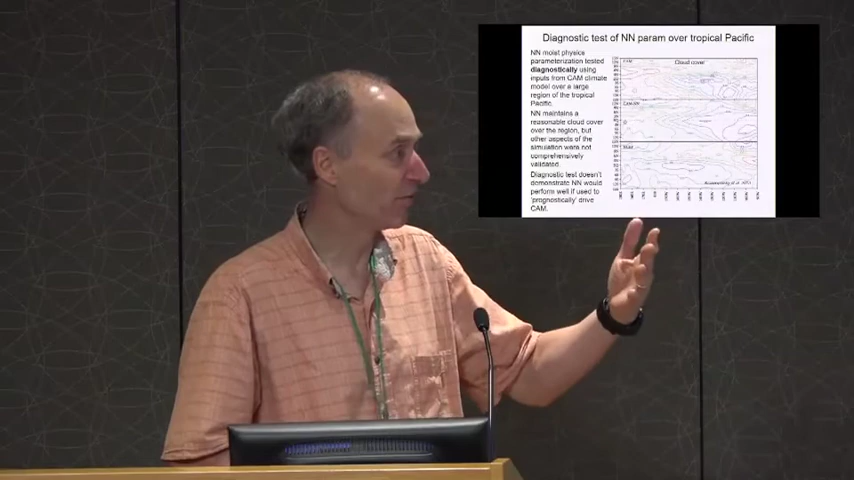 Diagnostic test of NN param over tropical Pacific
NN moist physics
parameterization tested
diagnostically using
inputs from CAM climate
model over a large
region of the tropical
Pacific.
NN maintains a
reasonable cloud cover
over the region, but
other aspects of the
simulation were not
comprehensively
validated.
Diagnostic test doesn't
demonstrate NN would
perform well if used to
'prognostically' drive
CAM.
Cloud cover